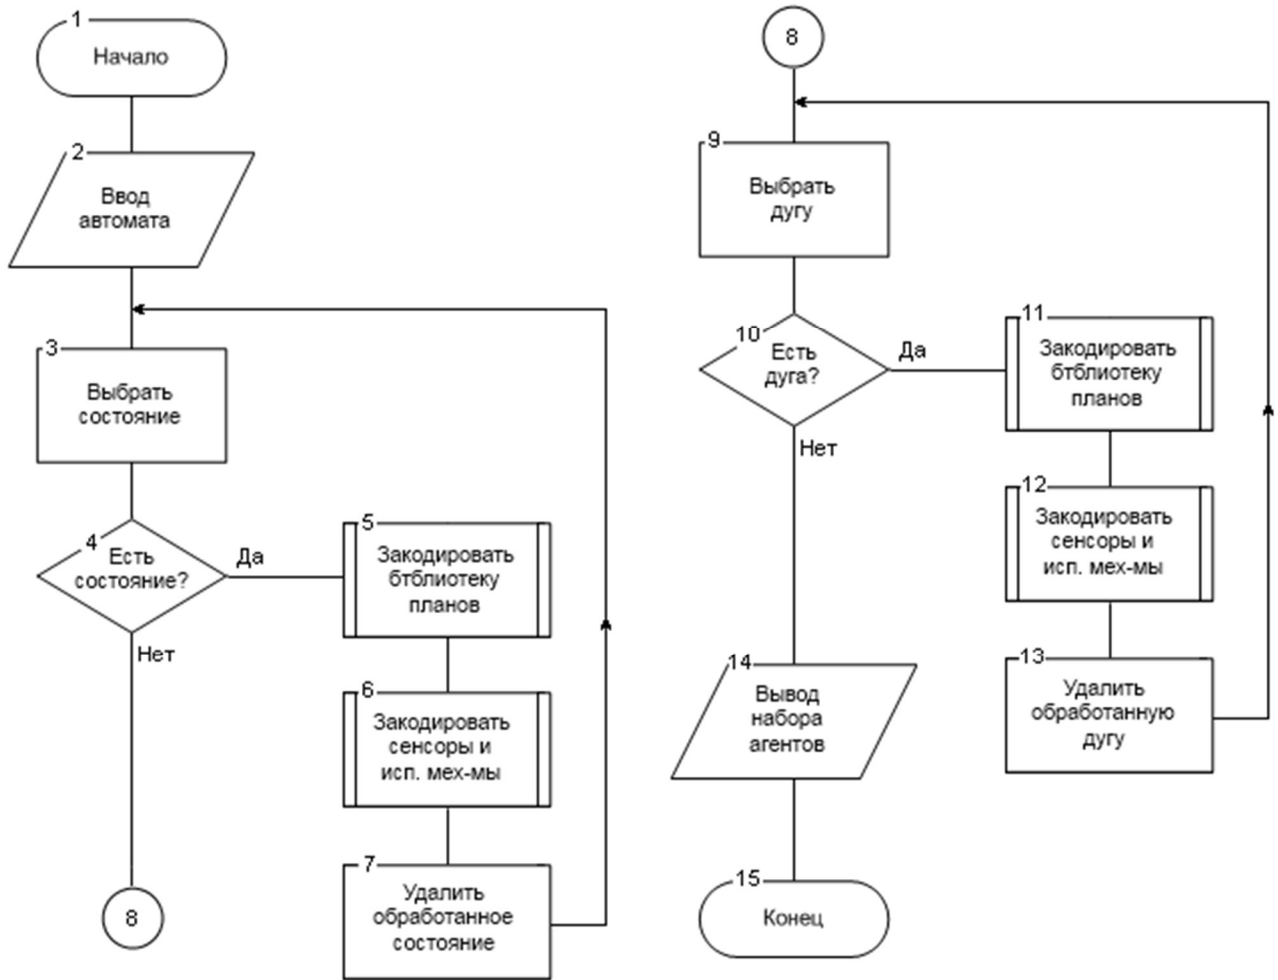 1
Начало
2
Ввод
автомата
3
Выбрать
состояние
4
Есть
состояние?
Да
Нет
5
Закодировать
бтблиотеку
планов
6
Закодировать
сенсоры и
исп. мех-мы
7
Удалить
обработанное
состояние
8
8
9
Выбрать
дугу
10
Есть
дуга?
Да
Нет
11
Закодировать
бтблиотеку
планов
12
Закодировать
сенсоры и
исп. мех-мы
13
Удалить
обработанную
дугу
14
Вывод
набора
агентов
15
Конец